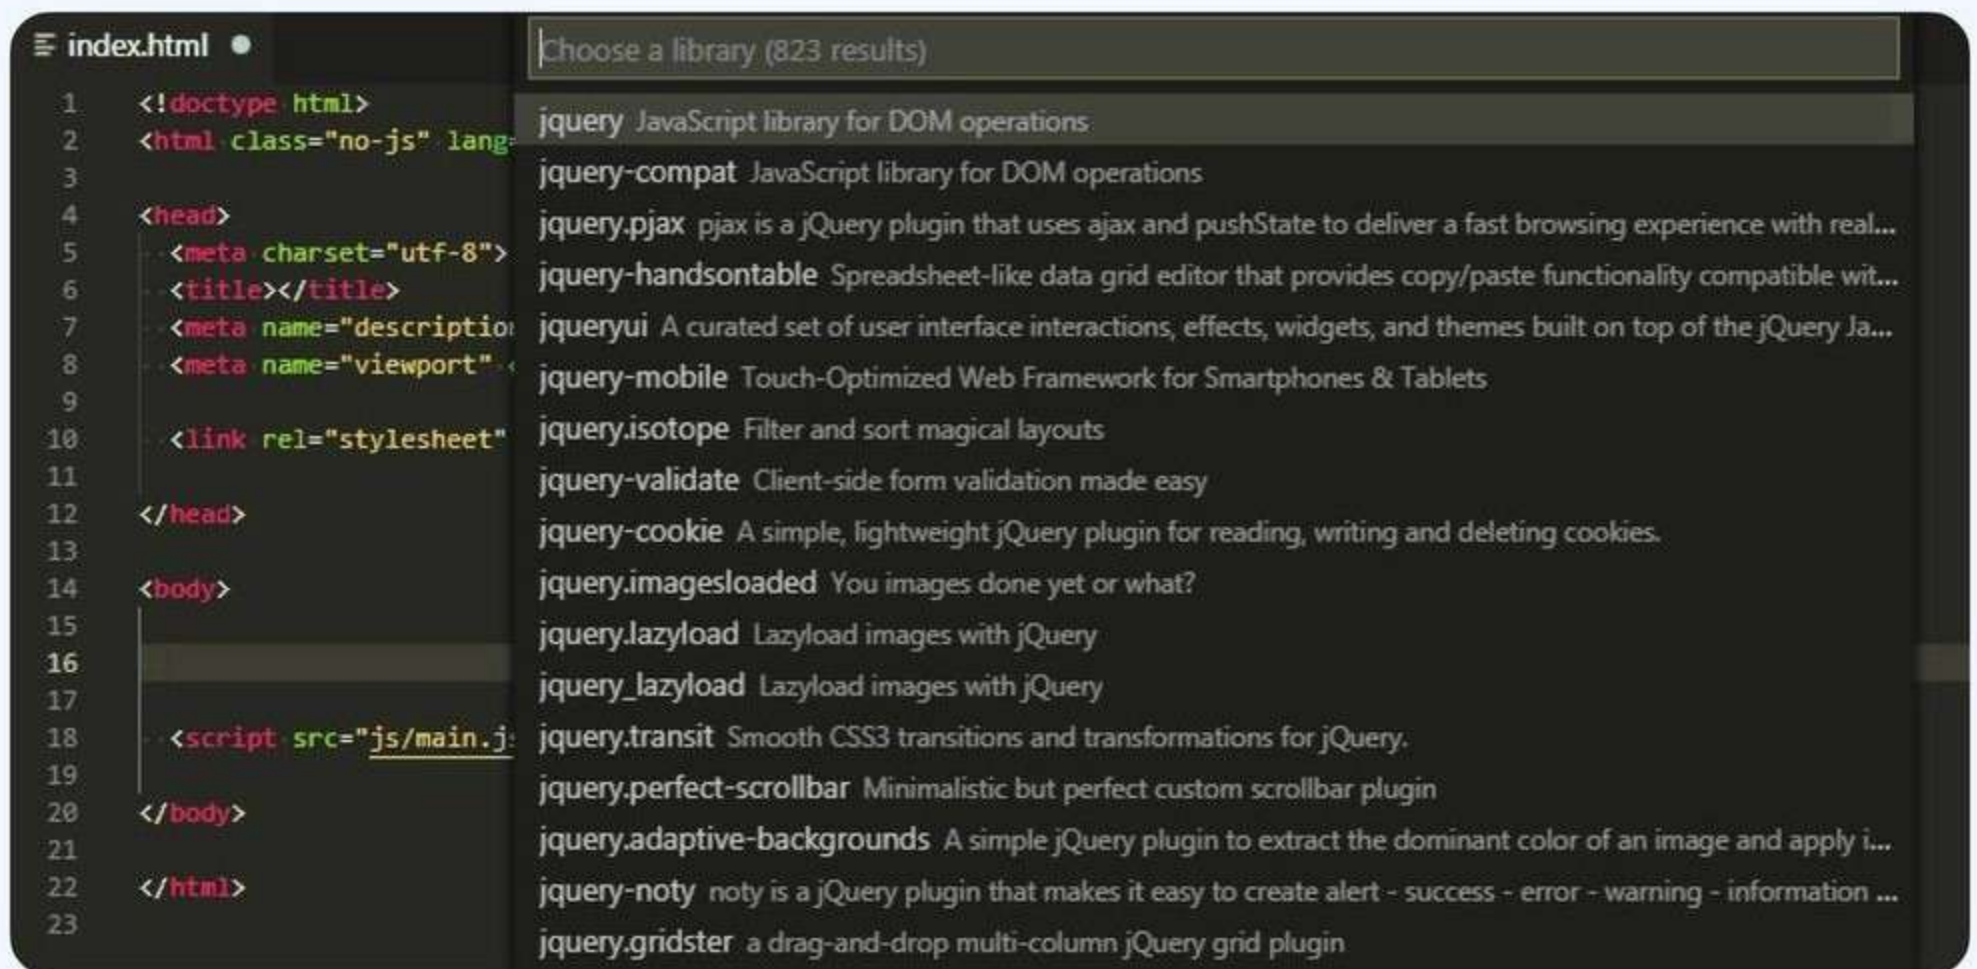 index.html
Choose a library (823 results)
1 <!doctype html>
2 <html class="no-js" lang=
3
4 <head>
5 <meta charset="utf-8">
6 <title></title>
7 <meta name="descriptio
8 <meta name="viewport"
9
10 <link rel="stylesheet"
11
12 </head>
13
14 <body>
15
16
17
18 <script src="js/main.j
19
20 </body>
21
22 </html>
23
jquery JavaScript library for DOM operations
jquery-compat JavaScript library for DOM operations
jquery.pjax pjax is a jQuery plugin that uses ajax and pushState to deliver a fast browsing experience with real...
jquery-handsontable Spreadsheet-like data grid editor that provides copy/paste functionality compatible wit...
jqueryui A curated set of user interface interactions, effects, widgets, and themes built on top of the jQuery Ja...
jquery-mobile Touch-Optimized Web Framework for Smartphones & Tablets
jquery.isotope Filter and sort magical layouts
jquery-validate Client-side form validation made easy
jquery-cookie A simple, lightweight jQuery plugin for reading, writing and deleting cookies.
jquery.imagesloaded You images done yet or what?
jquery.lazyload Lazyload images with jQuery
jquery_lazyload Lazyload images with jQuery
jquery.transit Smooth CSS3 transitions and transformations for jQuery.
jquery.perfect-scrollbar Minimalistic but perfect custom scrollbar plugin
jquery.adaptive-backgrounds A simple jQuery plugin to extract the dominant color of an image and apply i...
jquery-noty noty is a jQuery plugin that makes it easy to create alert - success - error - warning - information ...
jquery.gridster a drag-and-drop multi-column jQuery grid plugin